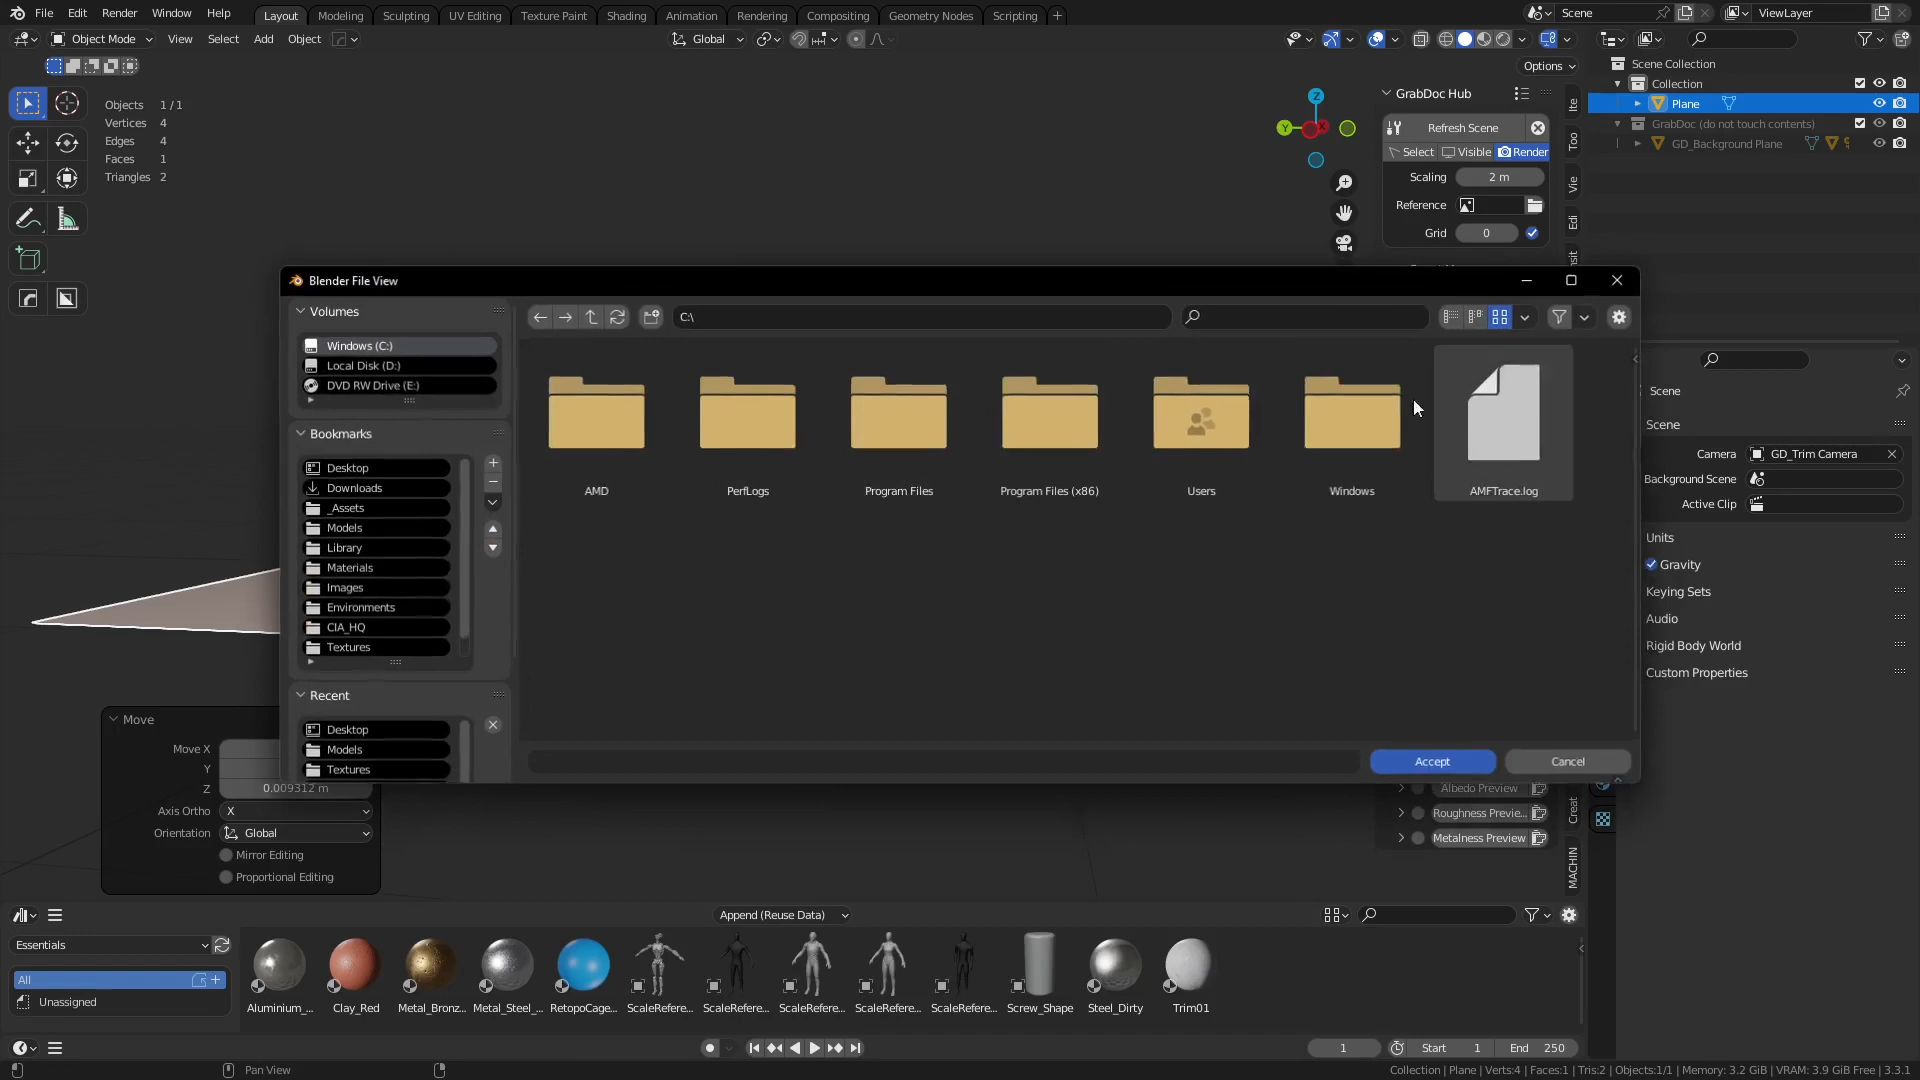 File Edit Render Window Help Layout Modeling Sculpting UV Editing Texture Paint Shading Animation Rendering Compositing Geometry Nodes Scripting + Scene ViewLayer
Object Mode View Select Add Object Global
Options
Objects 1 / 1
Vertices 4
Edges 4
Faces 1
Triangles 2
Z
Y
X
GrabDoc Hub
Refresh Scene
Select Visible Render
Scaling 2 m
Reference
Grid 0
Ite
Too
Vie
Edi
Scene Collection
Collection
Plane
GrabDoc (do not touch contents)
GD_Background Plane
Blender File View
Volumes
Windows (C:)
Local Disk (D:)
DVD RW Drive (E:)
Bookmarks
Desktop
Downloads
_Assets
Models
Library
Materials
Images
Environments
CIA_HQ
Textures
Recent
Desktop
Models
Textures
C:\
AMD PerfLogs Program Files Program Files (x86) Users Windows AMFTrace.log
Accept Cancel
Scene
Scene
Camera GD_Trim Camera
Background Scene
Active Clip
Units
Gravity
Keying Sets
Audio
Rigid Body World
Custom Properties
Move
Move X
Y
Z 0.009312 m
Axis Ortho X
Orientation Global
Mirror Editing
Proportional Editing
Albedo Preview
Roughness Previe...
Metalness Preview
Creat
MACHIN
Append (Reuse Data)
Essentials
All
Unassigned
Aluminium_... Clay_Red Metal_Bronz... Metal_Steel_... RetopoCage... ScaleRefere... ScaleRefere... ScaleRefere... ScaleRefere... ScaleRefere... Screw_Shape Steel_Dirty Trim01
1 Start 1 End 250
Pan View
Collection | Plane | Verts:4 | Faces:1 | Tris:2 | Objects:1/1 | Memory: 3.2 GiB | VRAM: 3.9 GiB Free | 3.3.1